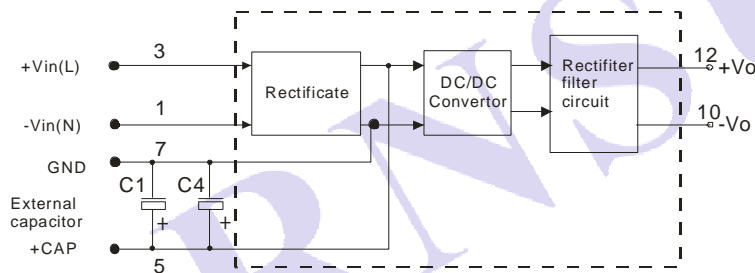 +Vin(L) 3
-Vin(N) 1
GND 7
External
capacitor
+CAP 5
C1
C4
+
+
Rectificate
DC/DC
Convertor
Rectifiter
filter
circuit
12 +Vo
10 -Vo